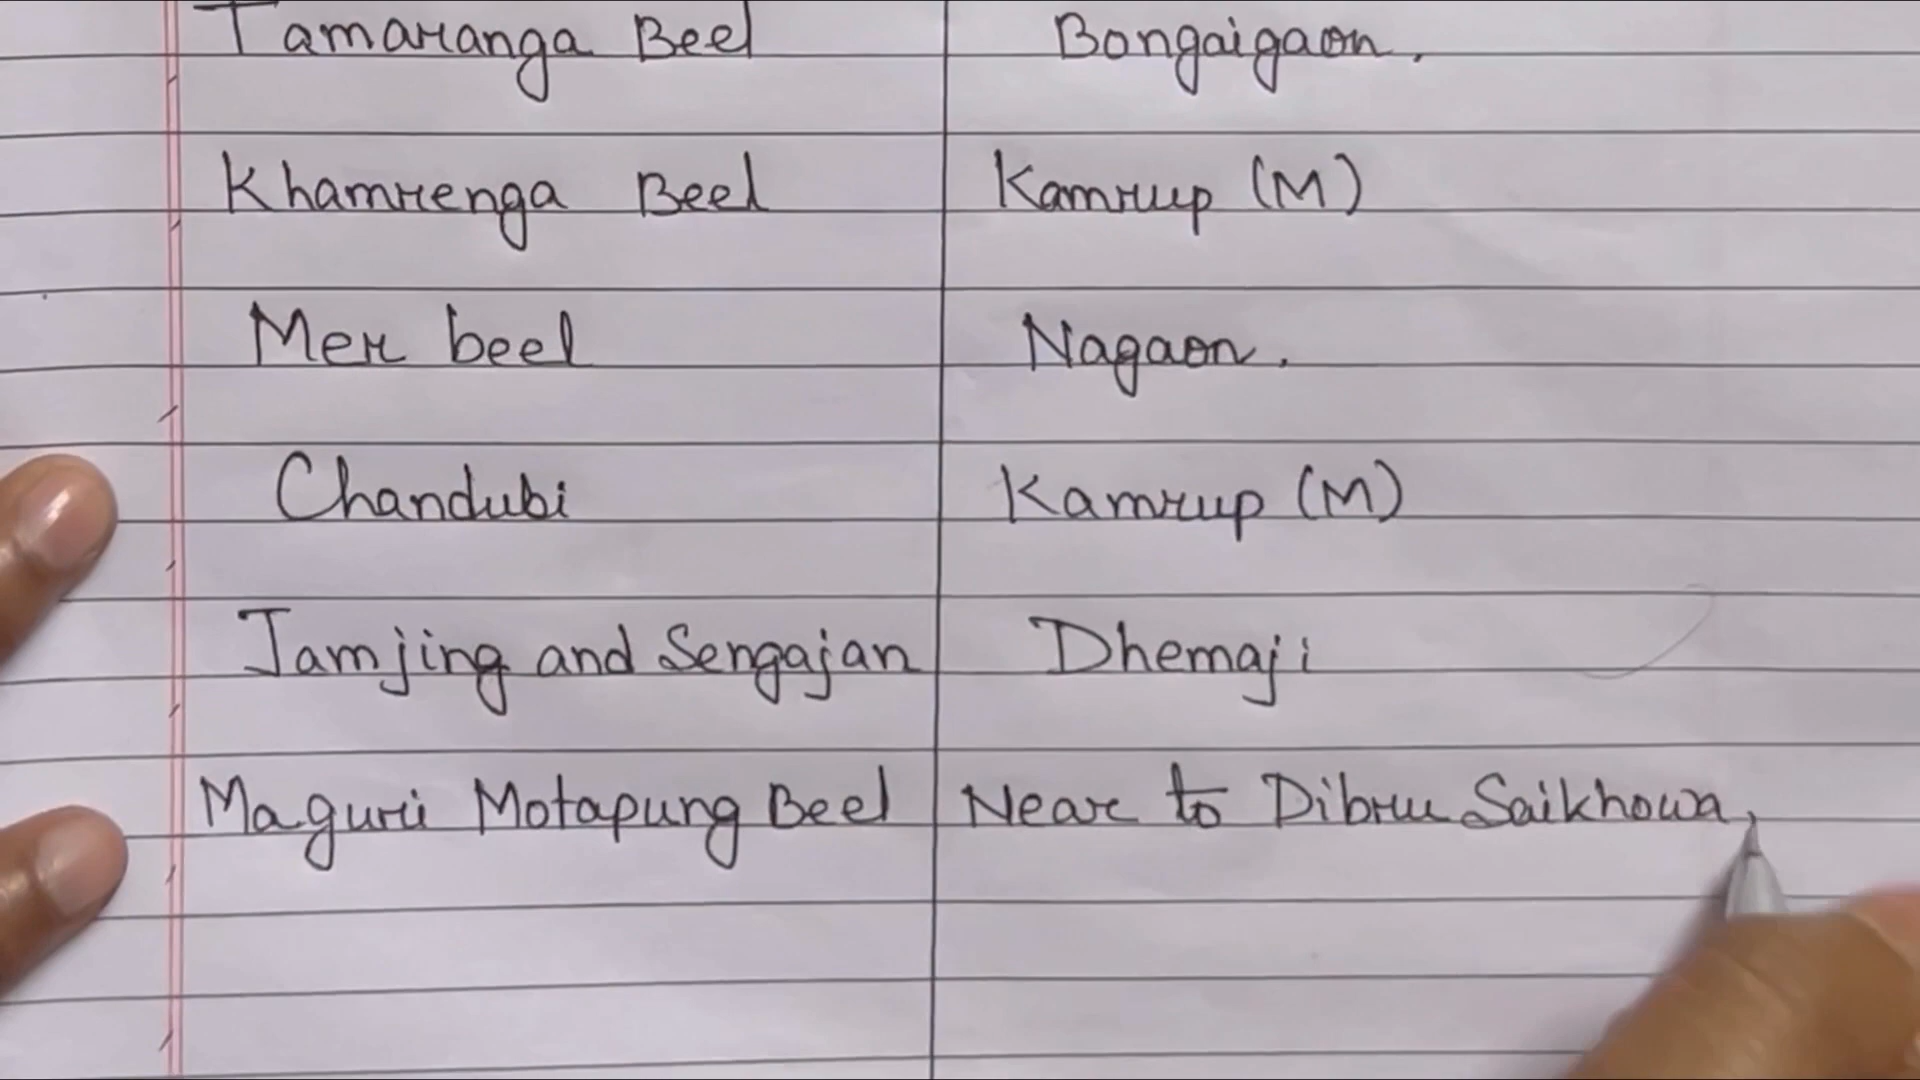 Tamaranga Beel Bongaigaon.
Khamrenga Beel Kamrup (M)
Mer beel Nagaon.
Chandubi Kamrup (M)
Jamjing and Sengajan Dhemaji
Maguri Motapung Beel Near to Dibru Saikhowa,